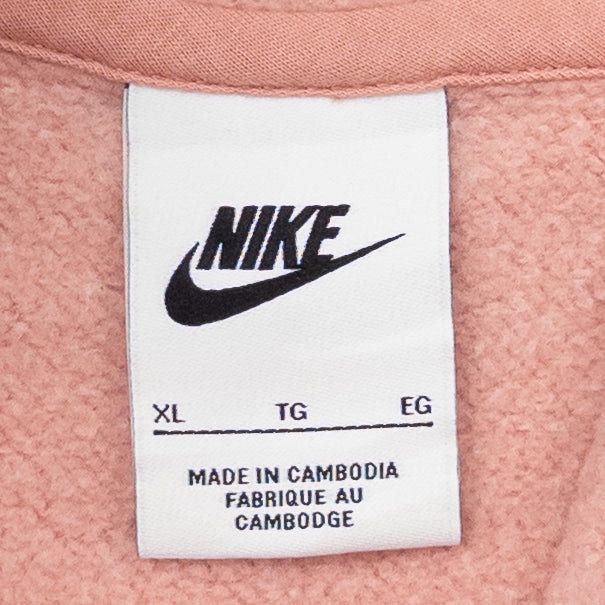 NIKE
XL TG EG
MADE IN CAMBODIA
FABRIQUE AU
CAMBODGE